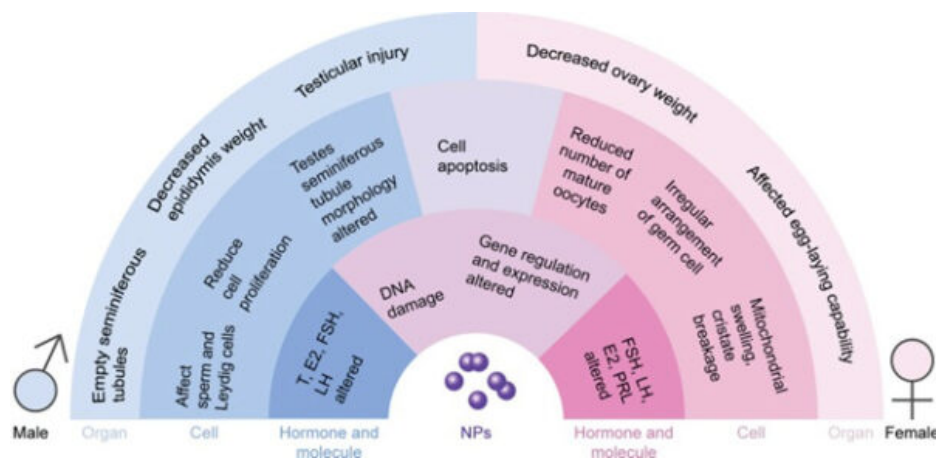 Testicular injury
Decreased
epididymis weight
Empty seminiferous
tubules
Decreased ovary weight
Affected egg-laying capability
Testes
seminiferous
tubule
morphology
altered
Reduce
cell
proliferation
Affect
sperm and
Leydig cells
Cell
apoptosis
Reduced
number of
mature
oocytes
Irregular
arrangement
of germ cell
Mitochondrial
swelling,
cristate
breakage
DNA
damage
Gene regulation
and expression
altered
T, E2, FSH,
LH
altered
FSH, LH,
E2, PRL
altered
Male
Organ
Cell
Hormone and
molecule
NPs
Hormone and
molecule
Cell
Organ
Female